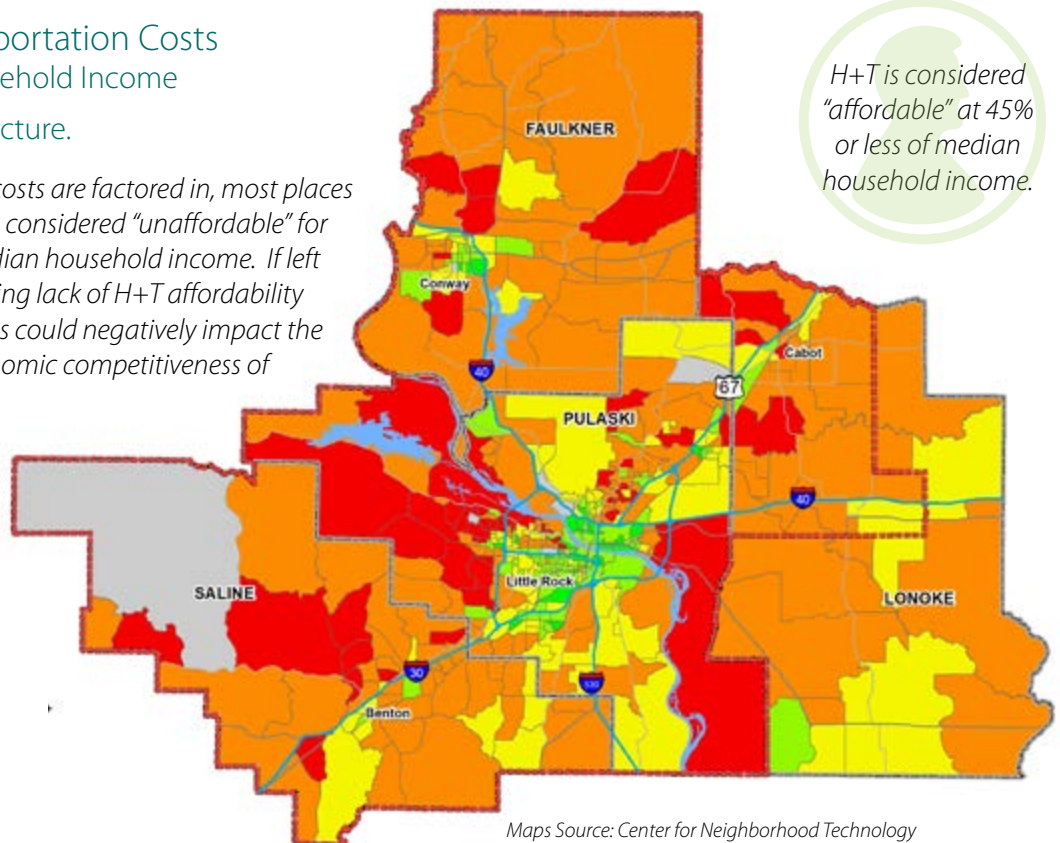 portation Costs
ehold Income
cture.
costs are factored in, most places
considered “unaffordable” for
dian household income. If left
ing lack of H+T affordability
s could negatively impact the
omic competitiveness of
H+T is considered
“affordable” at 45%
or less of median
household income.
FAULKNER
Conway
40
Cabot
67
PULASKI
40
Little Rock
SALINE
LONOKE
30
530
Benton
Maps Source: Center for Neighborhood Technology